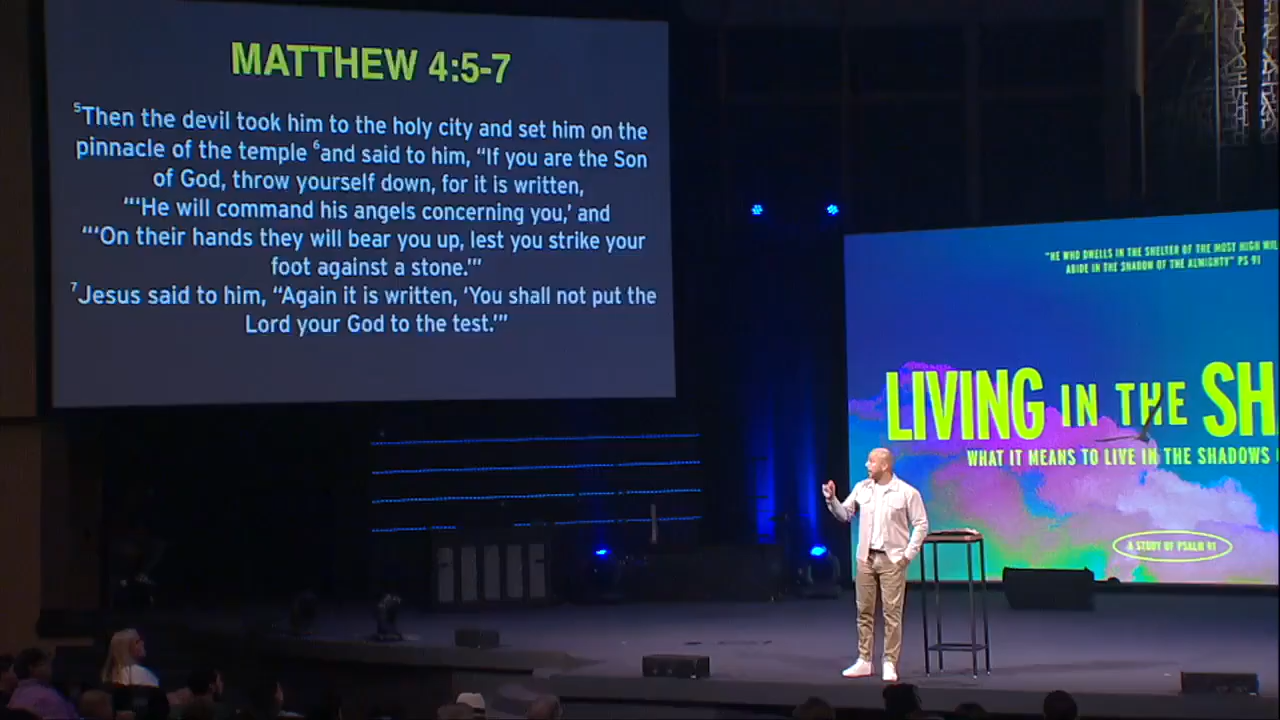 MATTHEW 4:5-7
⁵Then the devil took him to the holy city and set him on the
pinnacle of the temple ⁶and said to him, “If you are the Son
of God, throw yourself down, for it is written,
“‘He will command his angels concerning you,’ and
“‘On their hands they will bear you up, lest you strike your
foot against a stone.’”
⁷Jesus said to him, “Again it is written, ‘You shall not put the
Lord your God to the test.’”
"HE WHO DWELLS IN THE SHELTER OF THE MOST HIGH WIL
ABIDE IN THE SHADOW OF THE ALMIGHTY" PS 91
LIVING IN THE SH
WHAT IT MEANS TO LIVE IN THE SHADOWS
A STUDY OF PSALM 91